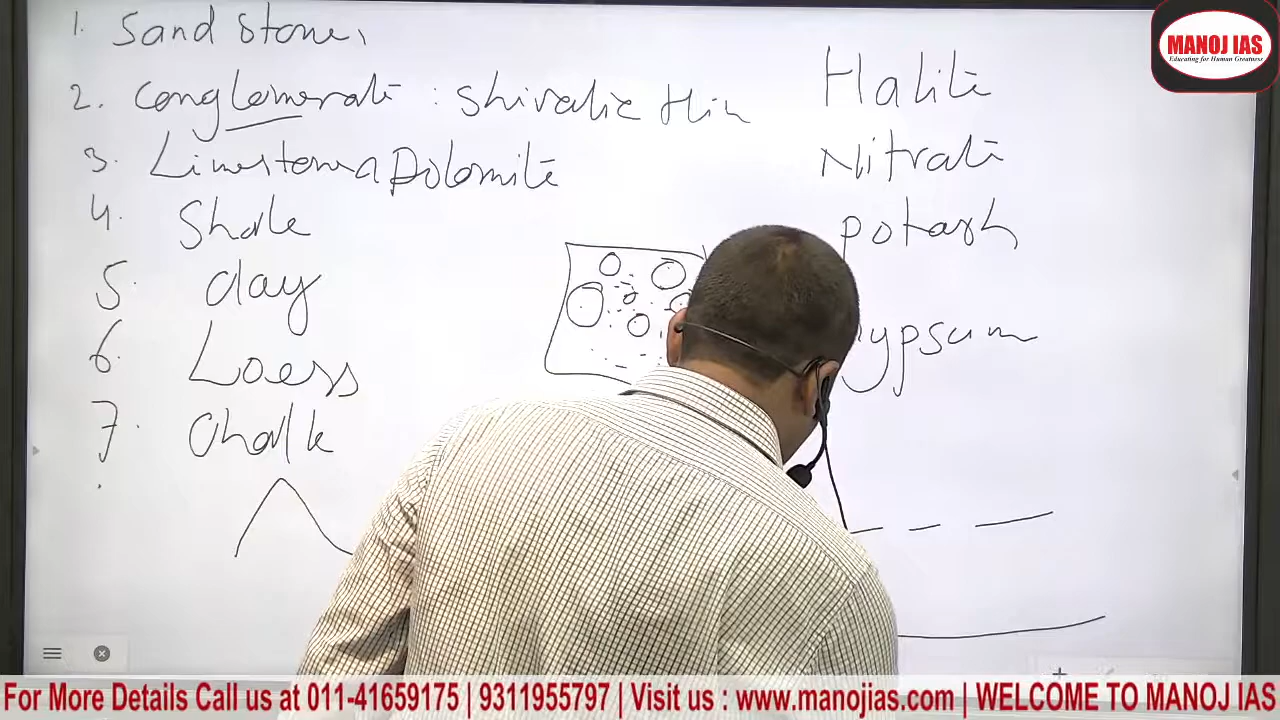 1. Sand stone,
2. Conglomerate : Shivalic
3. Limestone Dolomite
4. Shale
5. Clay
6. Loess
7. Chalk
Halite
Nitrate
Potash
ypsum
MANOJ IAS
Educating for Human Greatness
For More Details Call us at 011-41659175 | 9311955797 | Visit us : www.manojias.com | WELCOME TO MANOJ IAS